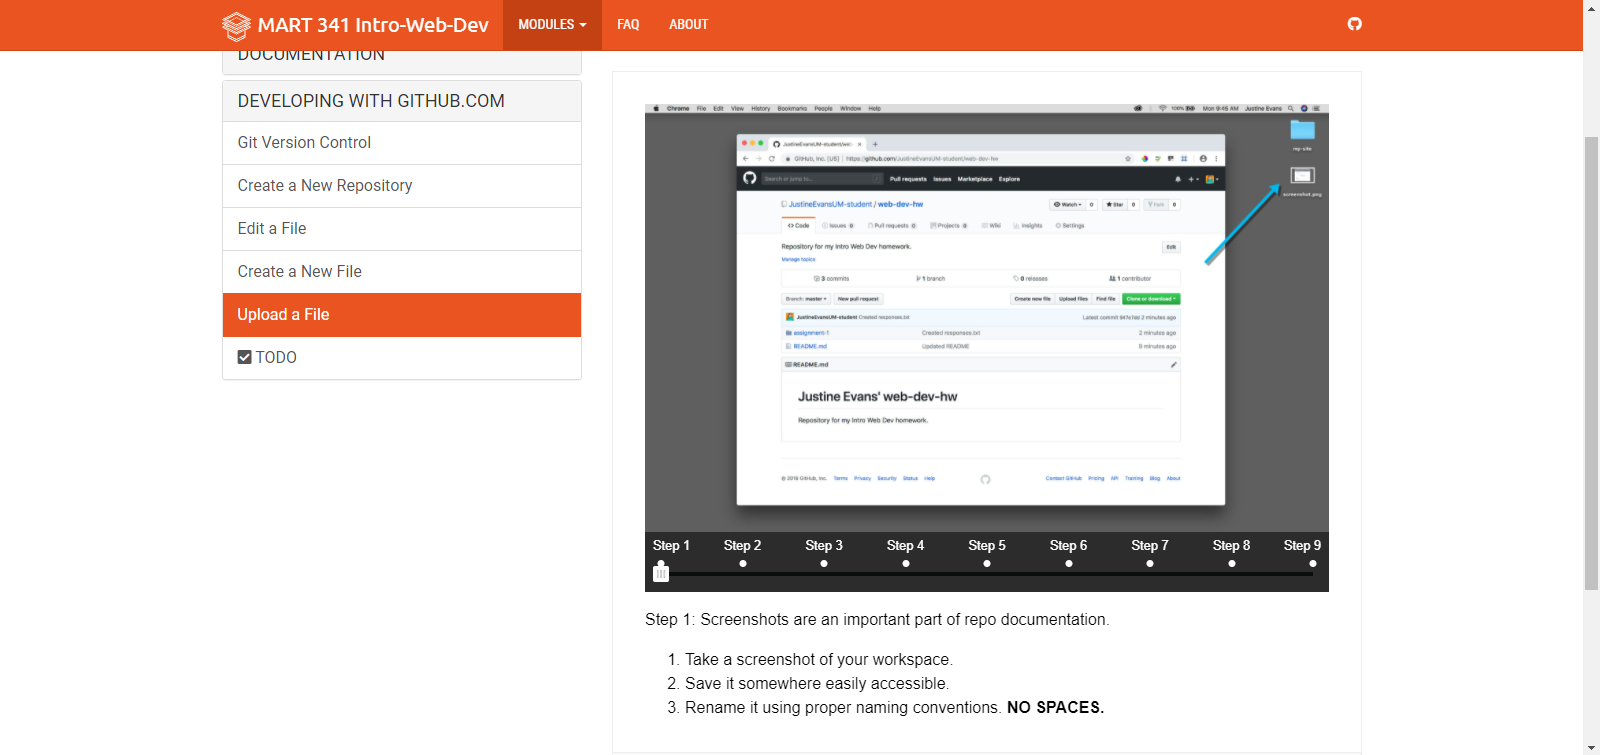 MART 341 Intro-Web-Dev MODULES FAQ ABOUT
DOCUMENTATION
DEVELOPING WITH GITHUB.COM
Git Version Control
Create a New Repository
Edit a File
Create a New File
Upload a File
TODO
Chrome File Edit View History Bookmarks People Window Help 100% Mon 9:46 AM Justine Evans
my-site
screenshot.png
JustineEvansUM-student/web-
GitHub, Inc. [US] https://github.com/JustineEvansUM-student/web-dev-hw
Search or jump to... Pull requests Issues Marketplace Explore
JustineEvansUM-student / web-dev-hw Watch 0 Star 0 Fork 0
Code Issues 0 Pull requests 0 Projects 0 Wiki Insights Settings
Repository for my Intro Web Dev homework. Edit
Manage topics
3 commits 1 branch 0 releases 1 contributor
Branch: master New pull request Create new file Upload files Find file Clone or download
JustineEvansUM-student Created responses.txt Latest commit 2 minutes ago
assignment-1 Created responses.txt 2 minutes ago
README.md Updated README 9 minutes ago
README.md
Justine Evans' web-dev-hw
Repository for my Intro Web Dev homework.
© 2018 GitHub, Inc. Terms Privacy Security Status Help Contact GitHub Pricing API Training Blog About
Step 1 Step 2 Step 3 Step 4 Step 5 Step 6 Step 7 Step 8 Step 9
Step 1: Screenshots are an important part of repo documentation.
1. Take a screenshot of your workspace.
2. Save it somewhere easily accessible.
3. Rename it using proper naming conventions. NO SPACES.